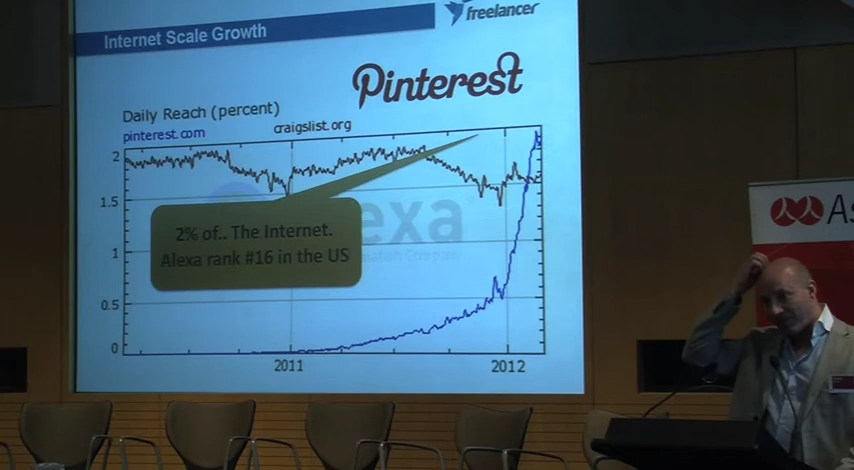 Internet Scale Growth
freelancer
Pinterest
Daily Reach (percent)
pinterest.com
craigslist.org
2
1.5
1
0.5
0
2% of.. The Internet.
Alexa rank #16 in the US
exa
2011
2012
As